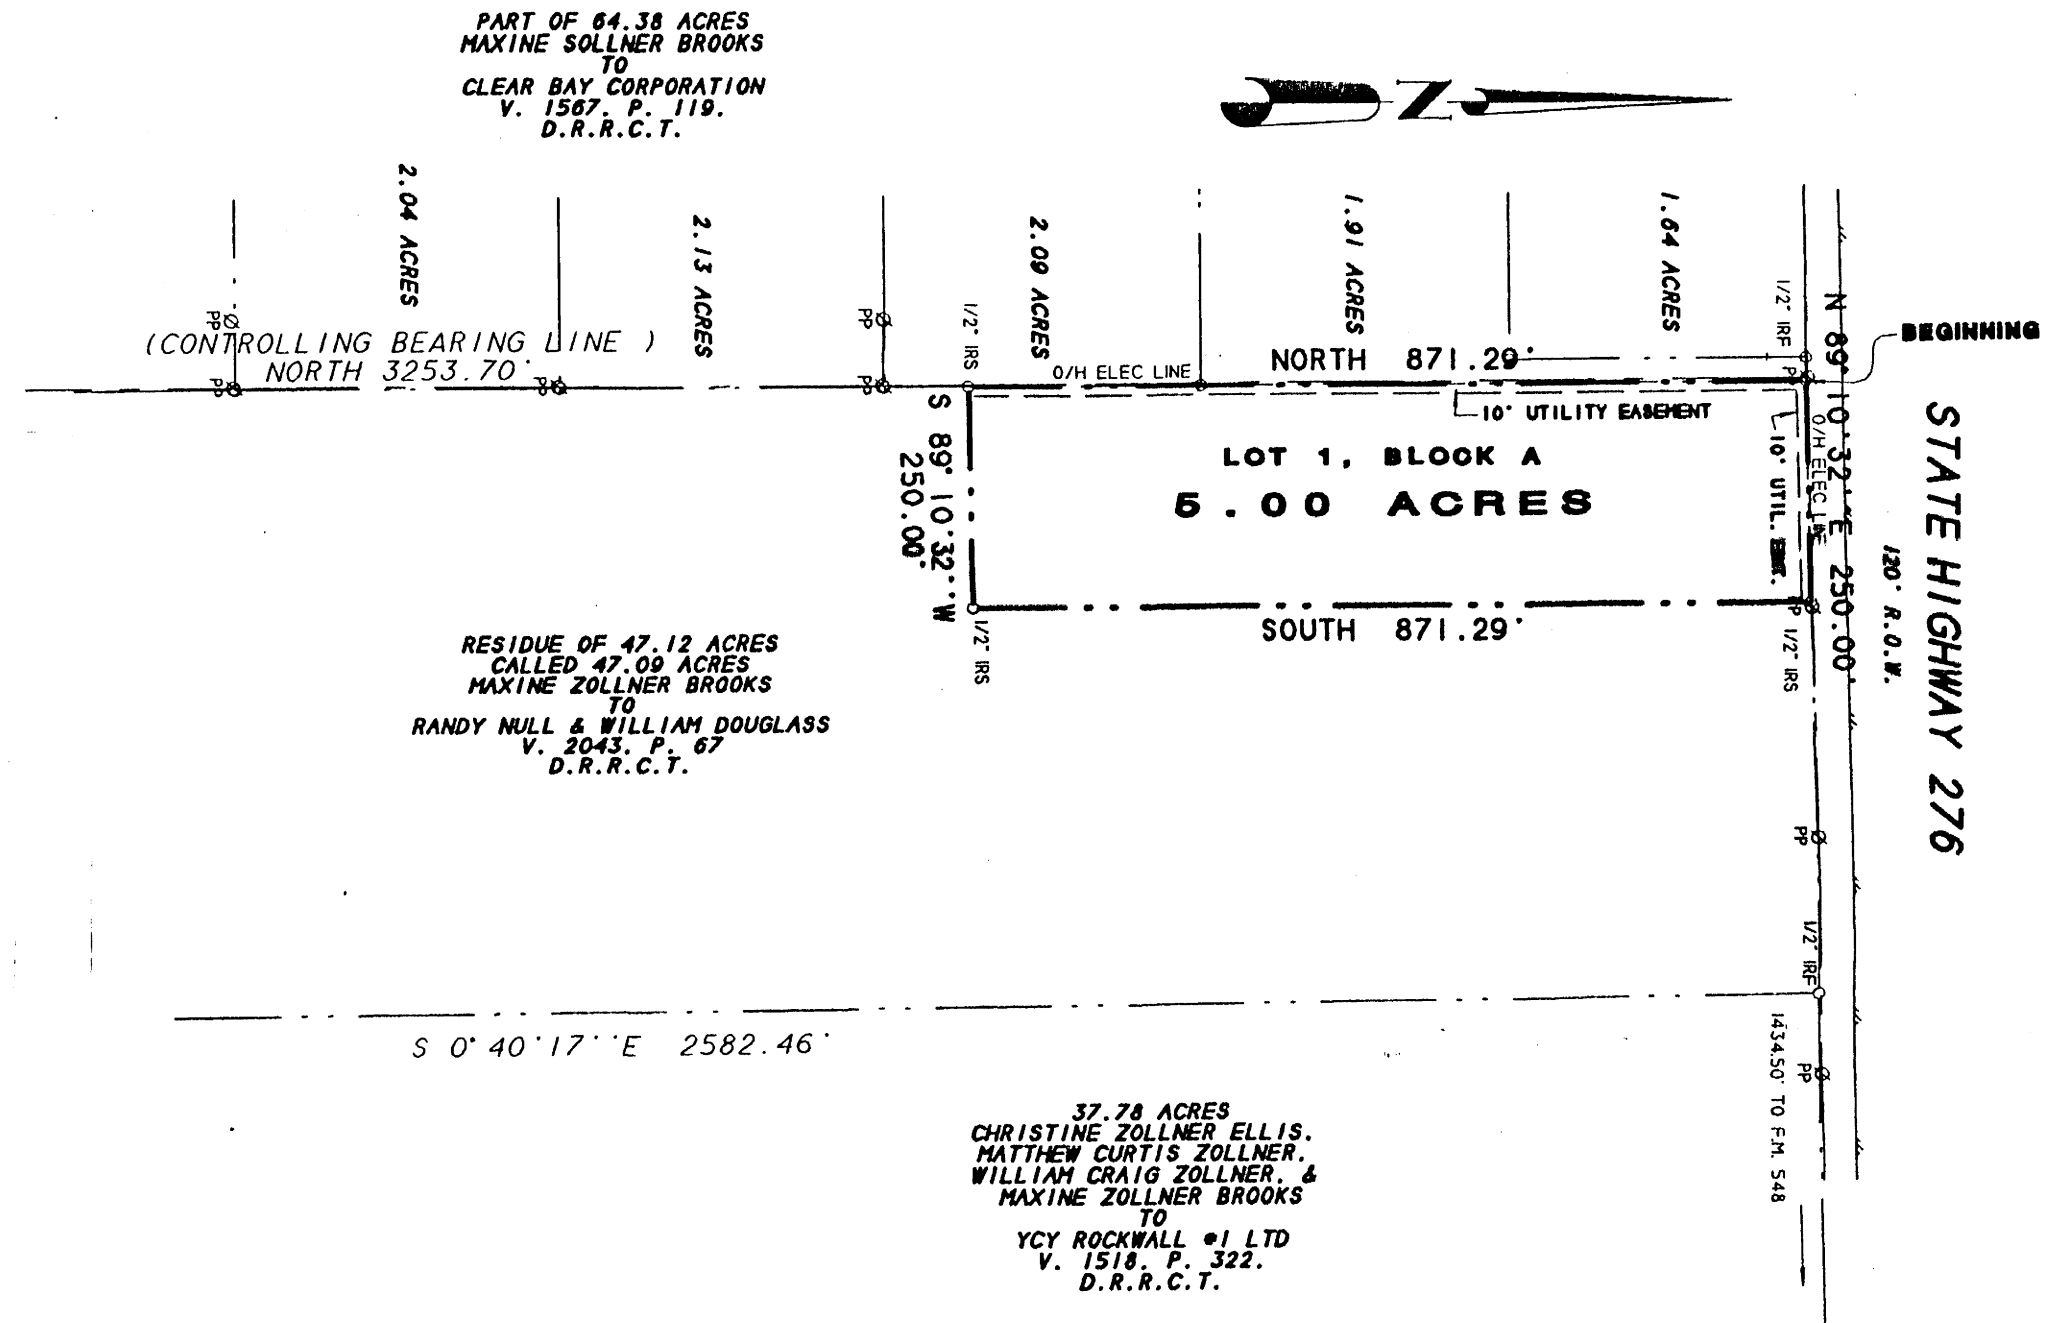 PART OF 64.38 ACRES
MAXINE SOLLNER BROOKS
TO
CLEAR BAY CORPORATION
V. 1567. P. 119.
D.R.R.C.T.
N
2.04 ACRES
2.13 ACRES
2.09 ACRES
1.91 ACRES
1.64 ACRES
1/2" IRF
PP
PP
1/2" IRS
(CONTROLLING BEARING LINE )
NORTH 3253.70'
PP
PP
PP
O/H ELEC LINE
NORTH 871.29'
PP
BEGINNING
10' UTILITY EASEMENT
10' UTIL. ESMT.
O/H ELEC LINE
N 89° 10' 32" E 250.00'
STATE HIGHWAY 276
120' R.O.W.
S 89° 10' 32" W
250.00'
LOT 1, BLOCK A
5.00 ACRES
SOUTH 871.29'
1/2" IRS
PP
1/2" IRS
RESIDUE OF 47.12 ACRES
CALLED 47.09 ACRES
MAXINE ZOLLNER BROOKS
TO
RANDY NULL & WILLIAM DOUGLASS
V. 2043. P. 67
D.R.R.C.T.
PP
1/2" IRF
S 0° 40' 17" E 2582.46'
PP
1434.50' TO F.M. 548
37.78 ACRES
CHRISTINE ZOLLNER ELLIS.
MATTHEW CURTIS ZOLLNER.
WILLIAM CRAIG ZOLLNER. &
MAXINE ZOLLNER BROOKS
TO
YCY ROCKWALL #1 LTD
V. 1518. P. 322.
D.R.R.C.T.